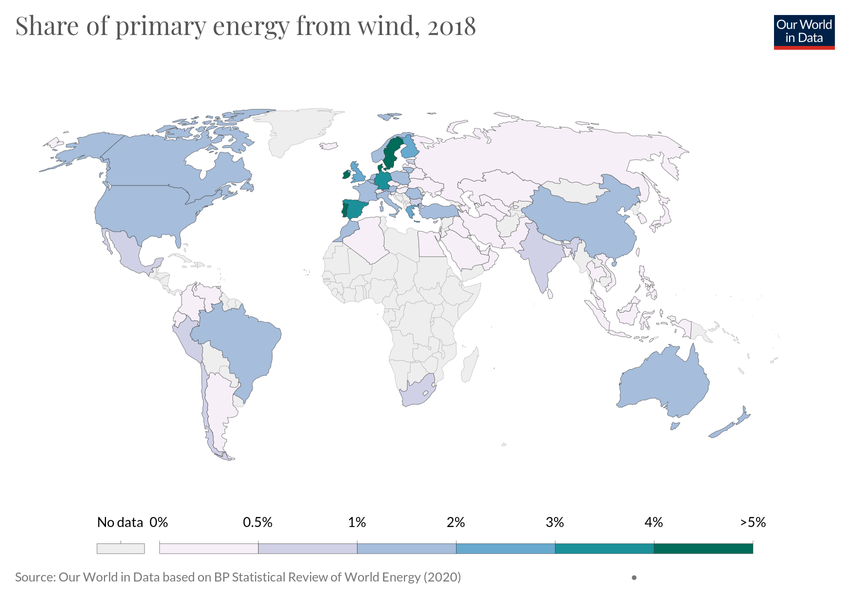 Share of primary energy from wind, 2018
Our World
in Data
No data 0% 0.5% 1% 2% 3% 4% >5%
Source: Our World in Data based on BP Statistical Review of World Energy (2020)